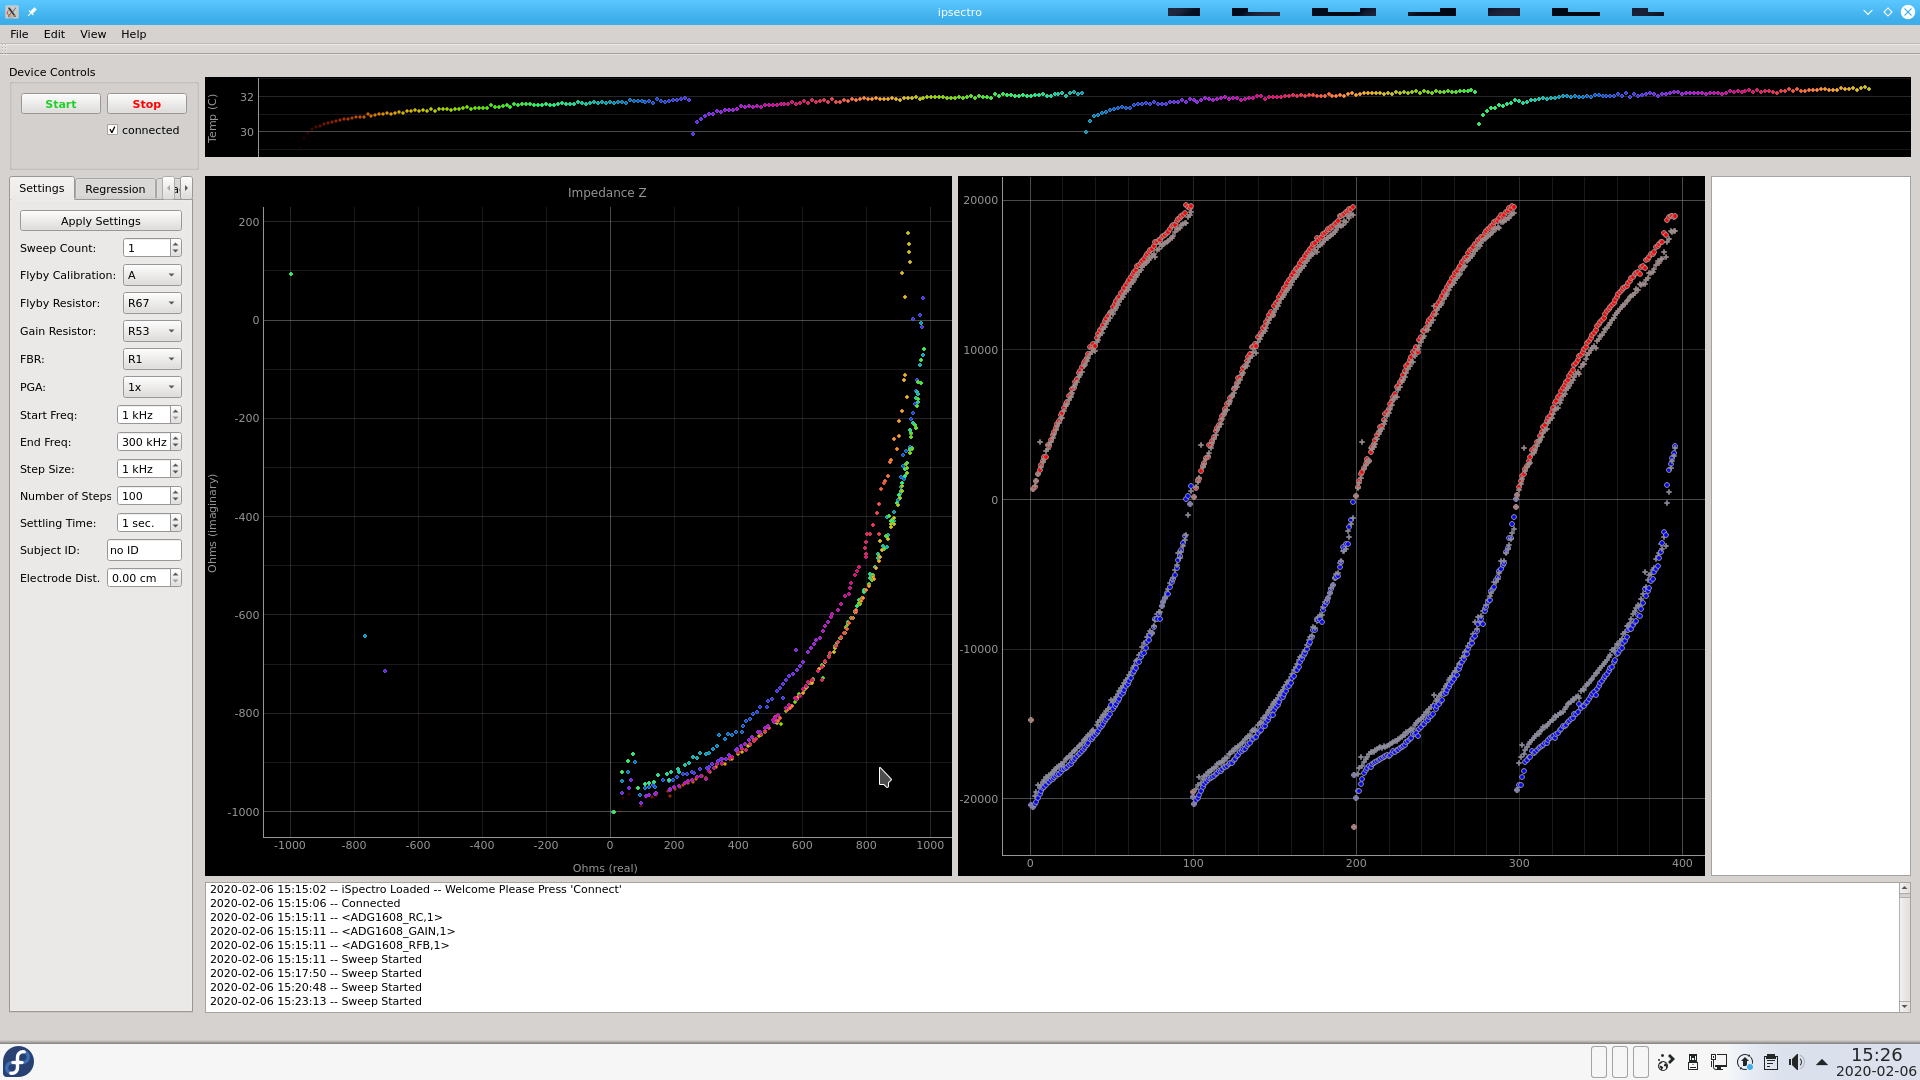 ipsectro
File Edit View Help
Device Controls
Start Stop
connected
Settings Regression
Apply Settings
Sweep Count: 1
Flyby Calibration: A
Flyby Resistor: R67
Gain Resistor: R53
FBR: R1
PGA: 1x
Start Freq: 1 kHz
End Freq: 300 kHz
Step Size: 1 kHz
Number of Steps 100
Settling Time: 1 sec.
Subject ID: no ID
Electrode Dist. 0.00 cm
Temp (C)
32
30
Impedance Z
Ohms (imaginary)
200
0
-200
-400
-600
-800
-1000
-1000 -800 -600 -400 -200 0 200 400 600 800 1000
Ohms (real)
20000
10000
0
-10000
-20000
0 100 200 300 400
2020-02-06 15:15:02 -- iSpectro Loaded -- Welcome Please Press 'Connect'
2020-02-06 15:15:06 -- Connected
2020-02-06 15:15:11 -- <ADG1608_RC,1>
2020-02-06 15:15:11 -- <ADG1608_GAIN,1>
2020-02-06 15:15:11 -- <ADG1608_RFB,1>
2020-02-06 15:15:11 -- Sweep Started
2020-02-06 15:17:50 -- Sweep Started
2020-02-06 15:20:48 -- Sweep Started
2020-02-06 15:23:13 -- Sweep Started
15:26
2020-02-06